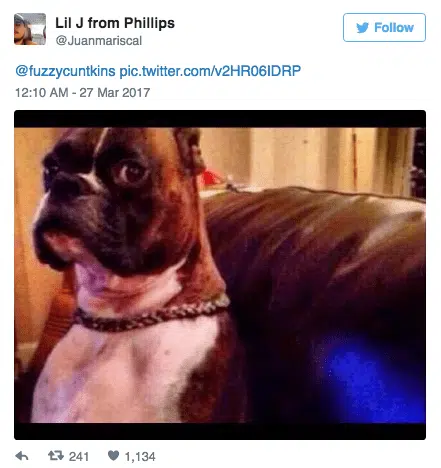 Lil J from Phillips
@Juanmariscal
Follow
@fuzzycuntkins pic.twitter.com/v2HR06IDRP
12:10 AM - 27 Mar 2017
241
1,134